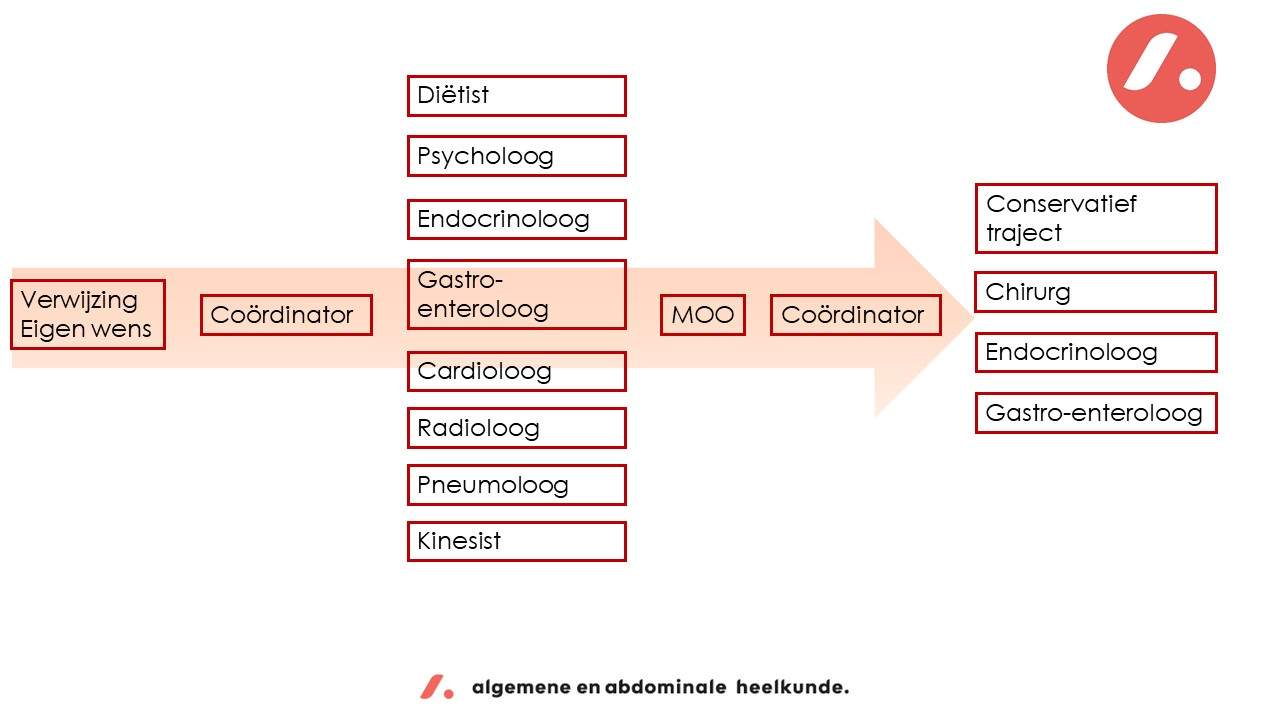 Verwijzing
Eigen wens
Coördinator
Diëtist
Psycholoog
Endocrinoloog
Gastro-
enteroloog
Cardioloog
Radioloog
Pneumoloog
Kinesist
MOO
Coördinator
Conservatief
traject
Chirurg
Endocrinoloog
Gastro-enteroloog
algemene en abdominale heelkunde.